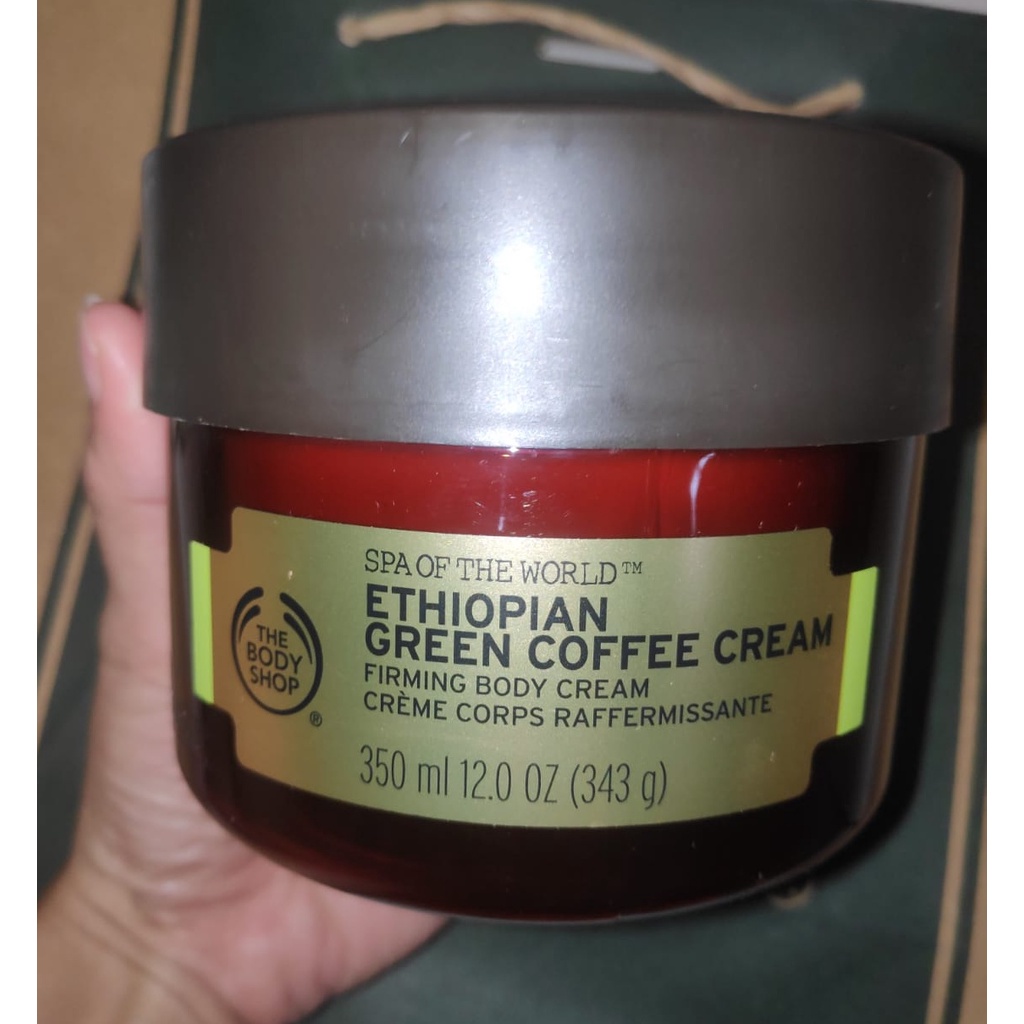 SPA OF THE WORLD™
ETHIOPIAN
GREEN COFFEE CREAM
FIRMING BODY CREAM
CRÈME CORPS RAFFERMISSANTE
350 ml 12.0 OZ (343 g)
THE
BODY
SHOP
®